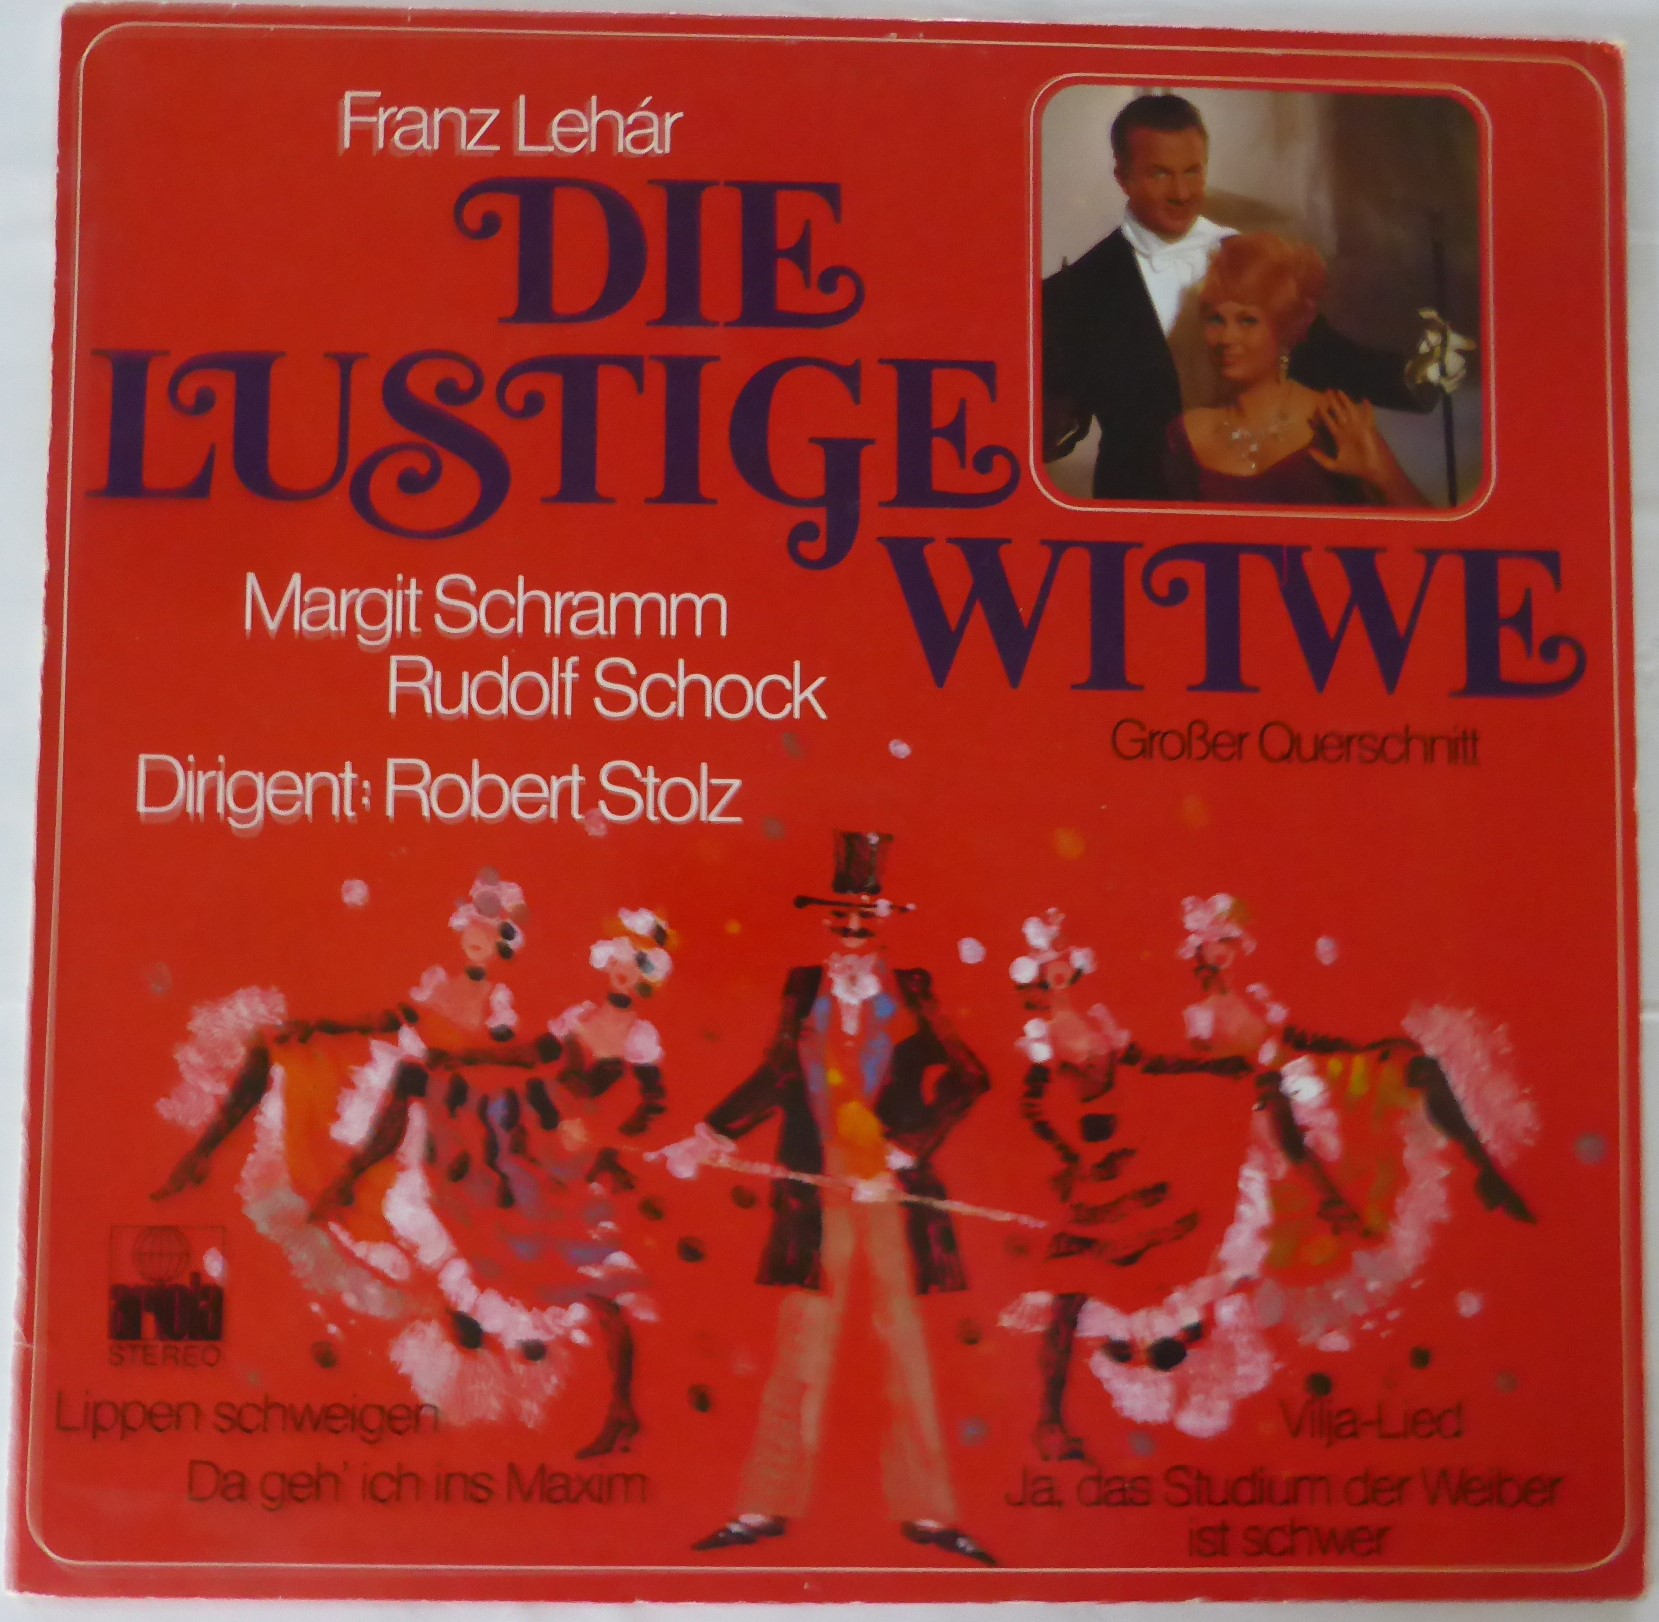 Franz Lehár
DIE
LUSTIGE
WITWE
Margit Schramm
Rudolf Schock
Großer Querschnitt
Dirigent: Robert Stolz
ariola
STEREO
Lippen schweigen
Da geh' ich ins Maxim
Vilja-Lied
Ja, das Studium der Weiber
ist schwer